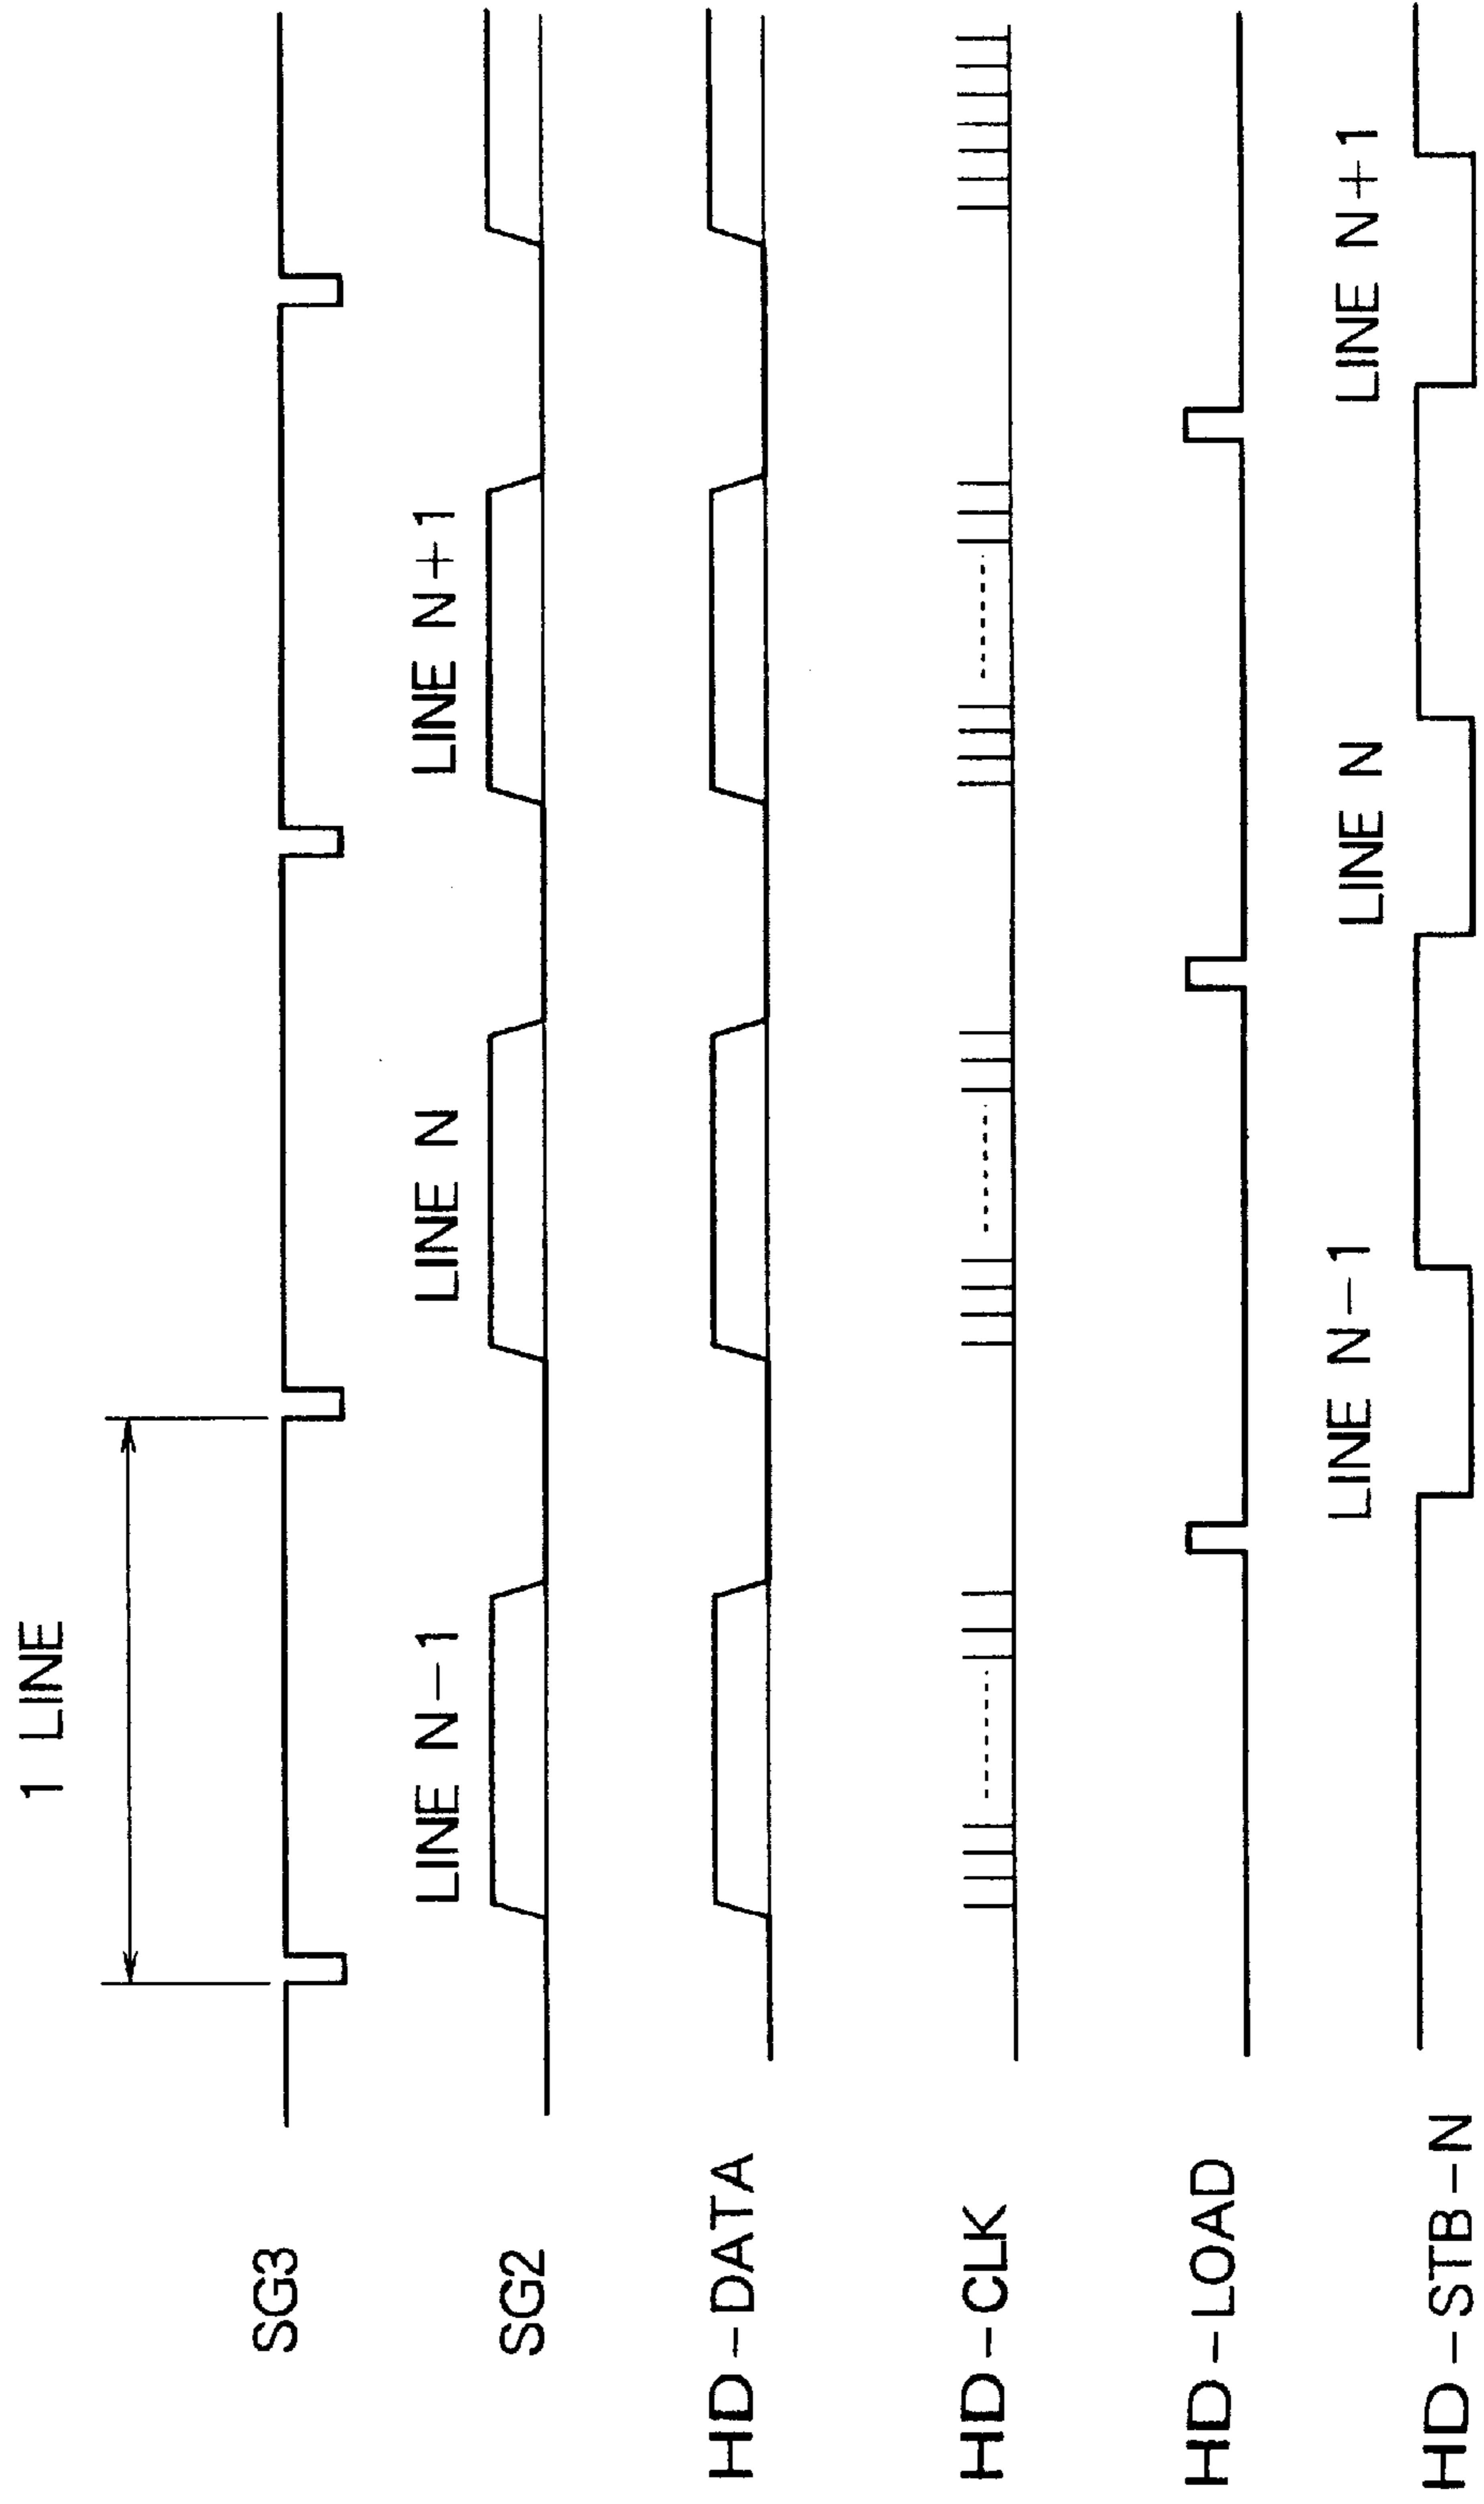 1 LINE
SG3
LINE N-1 LINE N LINE N+1
SG2
HD-DATA
HD-CLK
HD-LOAD
LINE N-1 LINE N LINE N+1
HD-STB-N